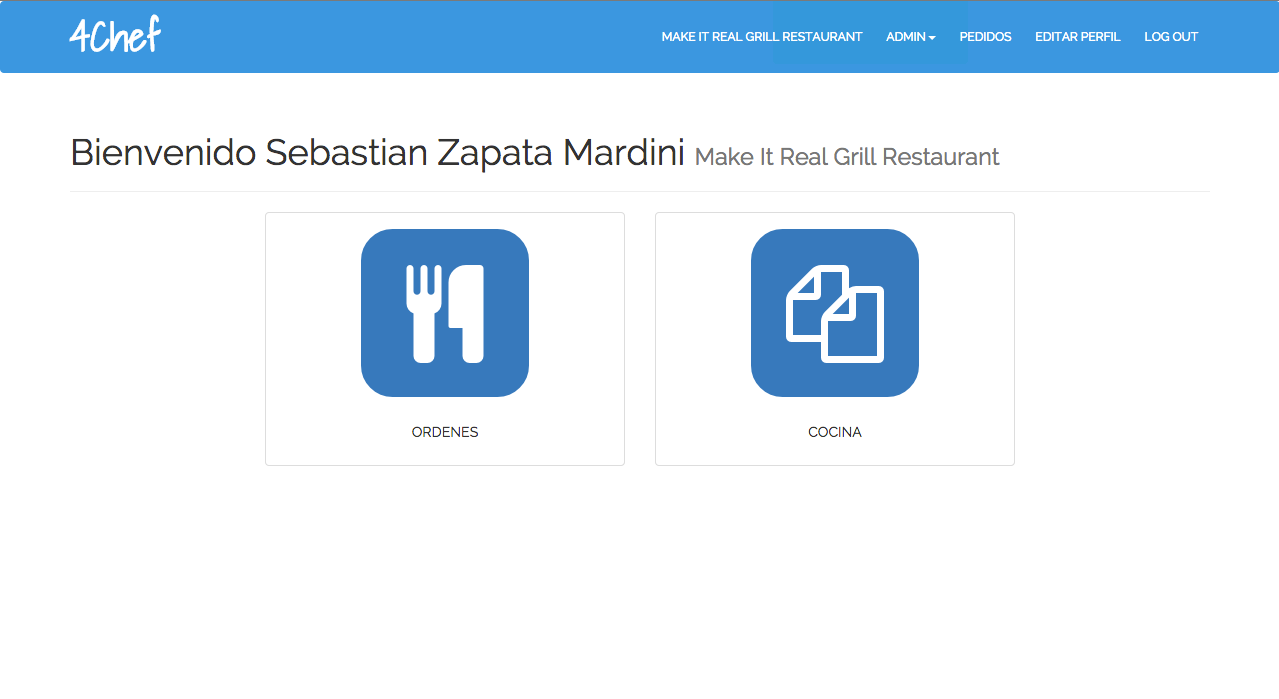 4Chef
MAKE IT REAL GRILL RESTAURANT ADMIN PEDIDOS EDITAR PERFIL LOG OUT
Bienvenido Sebastian Zapata Mardini Make It Real Grill Restaurant
ORDENES COCINA